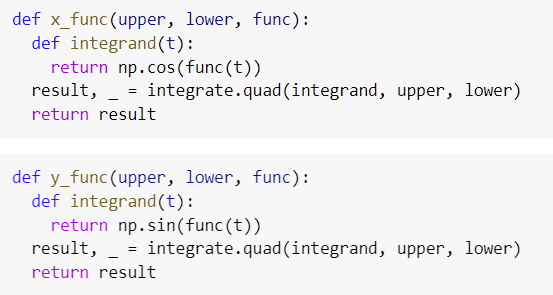 def x_func(upper, lower, func):
  def integrand(t):
    return np.cos(func(t))
  result, _ = integrate.quad(integrand, upper, lower)
  return result
def y_func(upper, lower, func):
  def integrand(t):
    return np.sin(func(t))
  result, _ = integrate.quad(integrand, upper, lower)
  return result